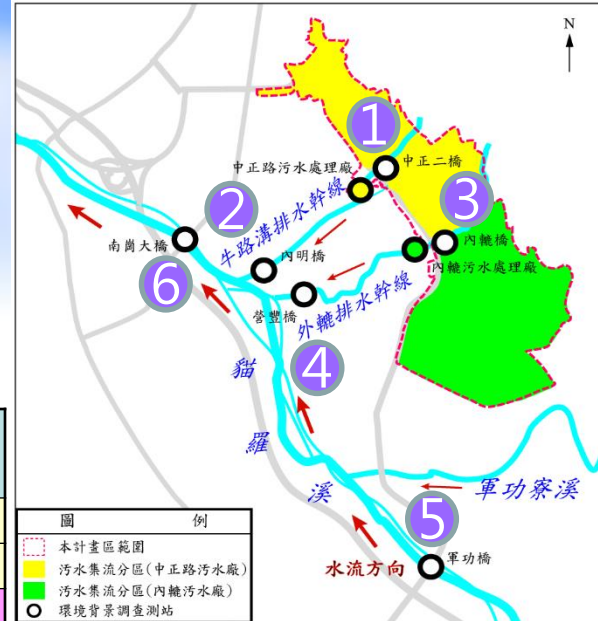 N
1
中正二橋
中正路污水處理廠
3
2
牛路溝排水幹線
內轆橋
南崗大橋
內明橋
內轆污水處理廠
6
營豐橋
外轆排水幹線
4
貓羅溪
軍功寮溪
5
水流方向
軍功橋
圖 例
本計畫區範圍
污水集流分區(中正路污水廠)
污水集流分區(內轆污水廠)
環境背景調查測站